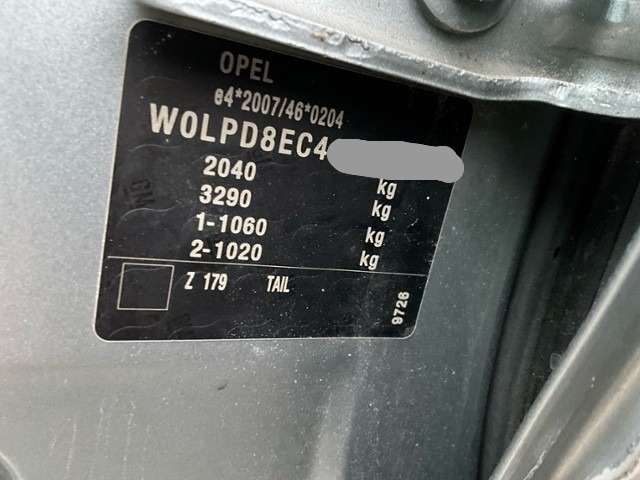 OPEL
e4*2007/46*0204
W0LPD8EC4
2040 kg
3290 kg
1-1060 kg
2-1020 kg
Z 179 TAIL
9726
GM